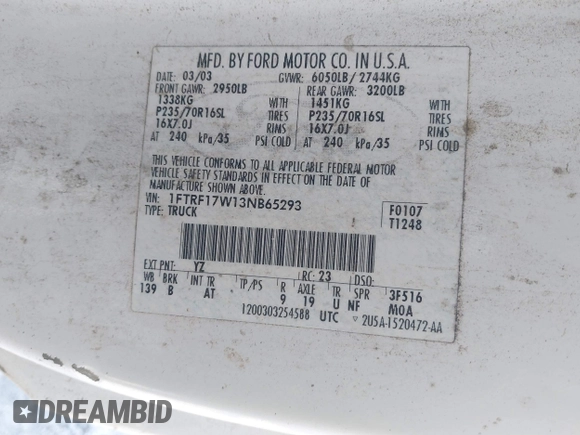 MFD. BY FORD MOTOR CO. IN U.S.A.
DATE: 03/03 GVWR: 6050LB/ 2744KG
FRONT GAWR: 2950LB REAR GAWR: 3200LB
1338KG WITH 1451KG WITH
P235/70R16SL TIRES P235/70R16SL TIRES
16X7.0J RIMS 16X7.0J RIMS
AT 240 kPa/35 PSI COLD AT 240 kPa/35 PSI COLD
THIS VEHICLE CONFORMS TO ALL APPLICABLE FEDERAL MOTOR
VEHICLE SAFETY STANDARDS IN EFFECT ON THE DATE OF
MANUFACTURE SHOWN ABOVE.
VIN: 1FTRF17W13NB65293 F0107
TYPE: TRUCK T1248
EXT PNT: YZ RC: 23 DSO:
WB BRK INT TR TP/PS R AXLE TR SPR 3F516
139 B AT 9 19 U NF MOA
1200303254588 UTC 2U5A-1520472-AA
DREAMBID